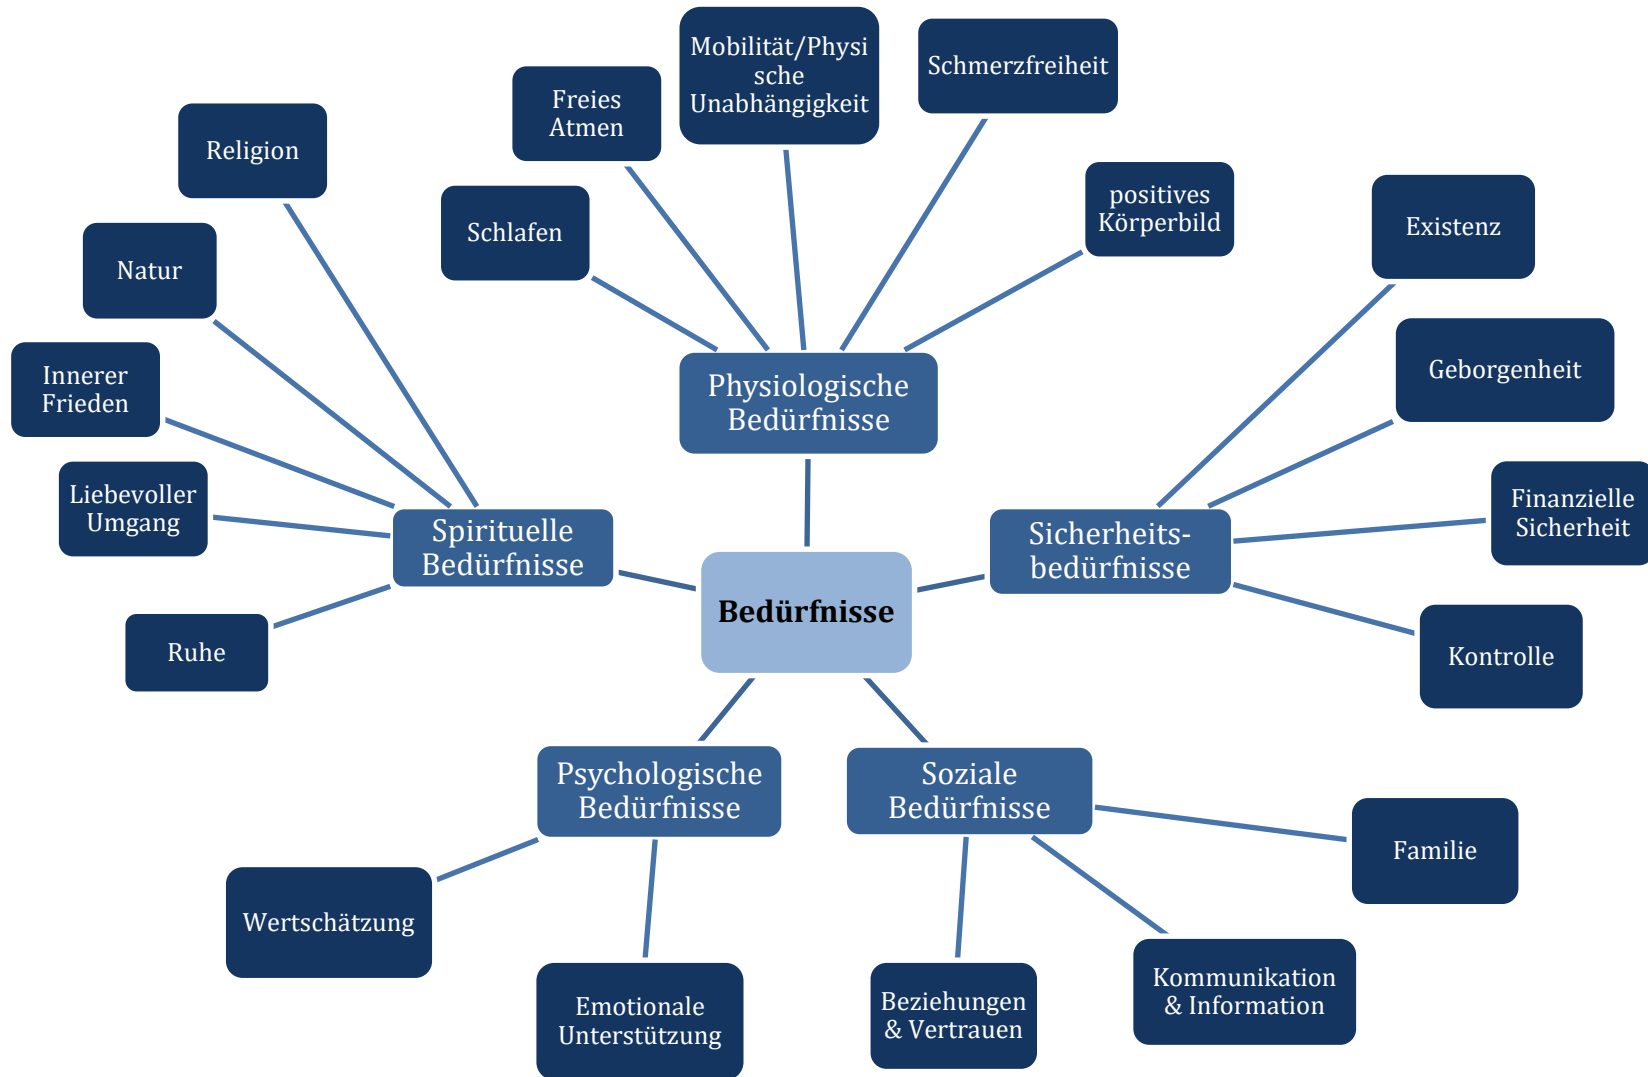 Mobilität/Physi
sche
Unabhängigkeit
Schmerzfreiheit
Freies
Atmen
Religion
Schlafen
positives
Körperbild
Existenz
Natur
Innerer
Frieden
Physiologische
Bedürfnisse
Geborgenheit
Liebevoller
Umgang
Spirituelle
Bedürfnisse
Sicherheits-
bedürfnisse
Finanzielle
Sicherheit
Bedürfnisse
Ruhe
Kontrolle
Psychologische
Bedürfnisse
Soziale
Bedürfnisse
Familie
Wertschätzung
Emotionale
Unterstützung
Beziehungen
& Vertrauen
Kommunikation
& Information